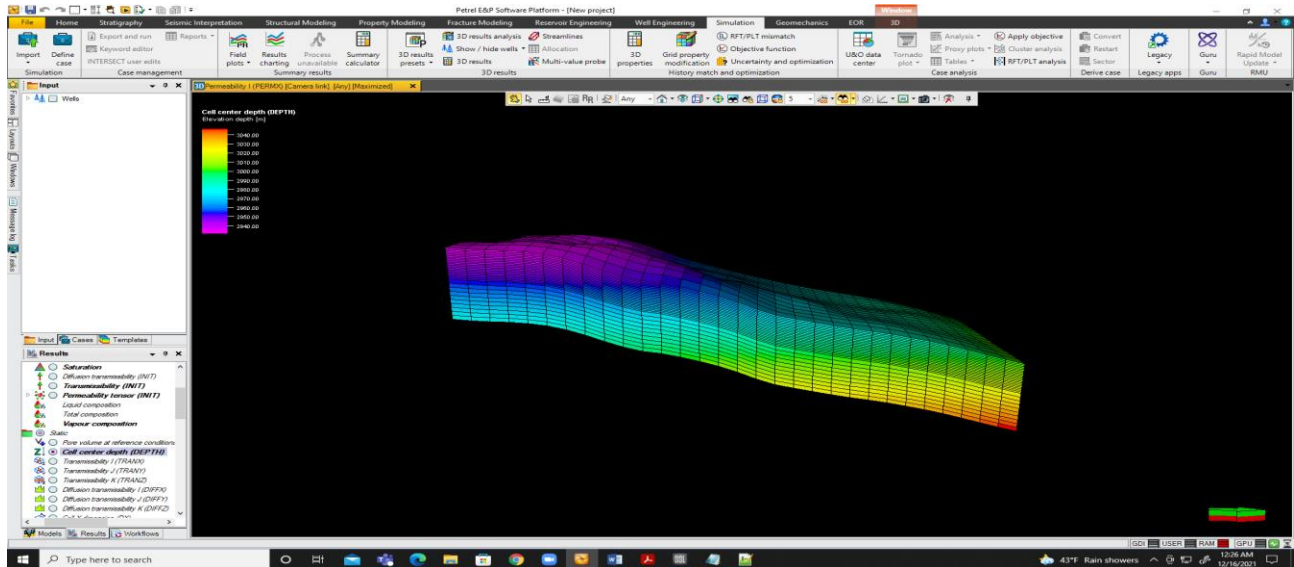 Petrel E&P Software Platform - [New project]
Window
File Home Stratigraphy Seismic Interpretation Structural Modeling Property Modeling Fracture Modeling Reservoir Engineering Well Engineering Simulation Geomechanics EOR 3D
Import
Define case
Export and run
Keyword editor
INTERSECT user edits
Reports
Field plots
Results charting
Process unavailable
Summary calculator
3D results presets
3D results analysis
Show / hide wells
3D results
Streamlines
Allocation
Multi-value probe
3D properties
Grid property modification
RFT/PLT mismatch
Objective function
Uncertainty and optimization
U&O data center
Tornado plot
Analysis
Proxy plots
Tables
Apply objective
Cluster analysis
RFT/PLT analysis
Convert
Restart
Sector
Legacy
Guru
Rapid Model Update
Simulation Case management Summary results 3D results History match and optimization Case analysis Derive case Legacy apps Guru RMU
Input
Wells
Favorites
Layouts
Windows
Message log
Tasks
3D Permeability I (PERMX) [Camera link] [Any] [Maximized]
Any
5
Cell center depth (DEPTH)
Elevation depth [m]
3040.00
3030.00
3020.00
3010.00
3000.00
2990.00
2980.00
2970.00
2960.00
2950.00
2940.00
Input Cases Templates
Results
Saturation
Diffusion transmissibility (INIT)
Transmissibility (INIT)
Permeability tensor (INIT)
Liquid composition
Total composition
Vapour composition
Static
Pore volume at reference conditions
Cell center depth (DEPTH)
Transmissibility I (TRANX)
Transmissibility J (TRANY)
Transmissibility K (TRANZ)
Diffusion transmissibility I (DIFFX)
Diffusion transmissibility J (DIFFY)
Diffusion transmissibility K (DIFFZ)
Models Results Workflows
GDI USER RAM GPU
Type here to search
43°F Rain showers
12:26 AM
12/16/2021